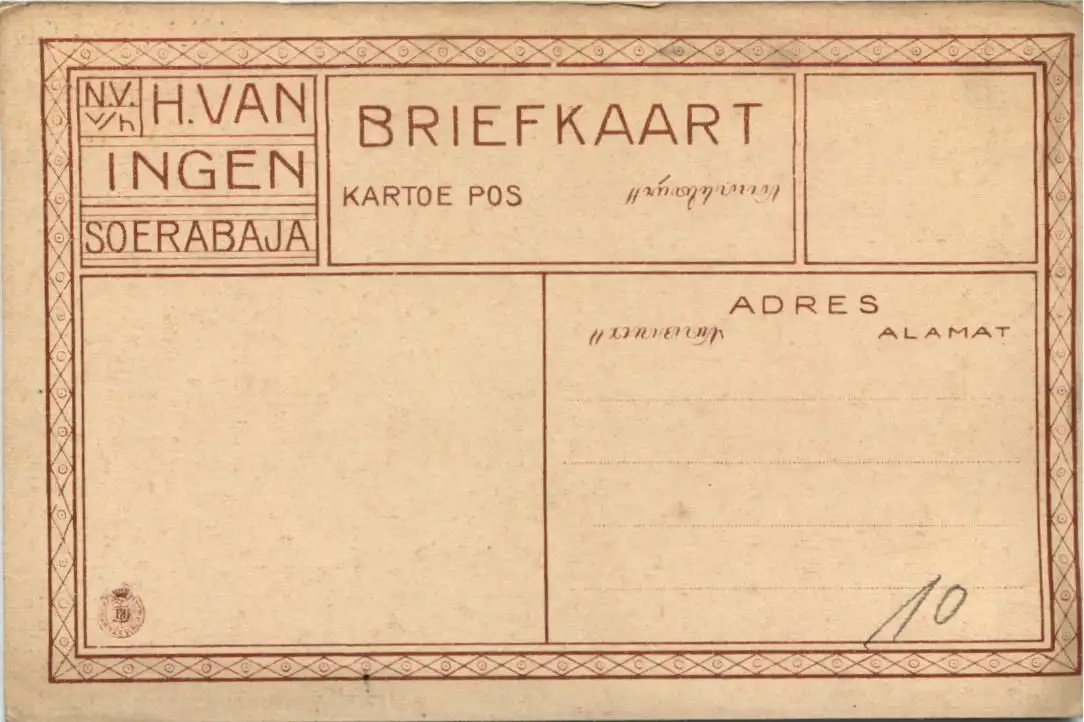 N.V.
v/h
H.VAN
INGEN
SOERABAJA
BRIEFKAART
KARTOE POS
ADRES
ALAMAT
10